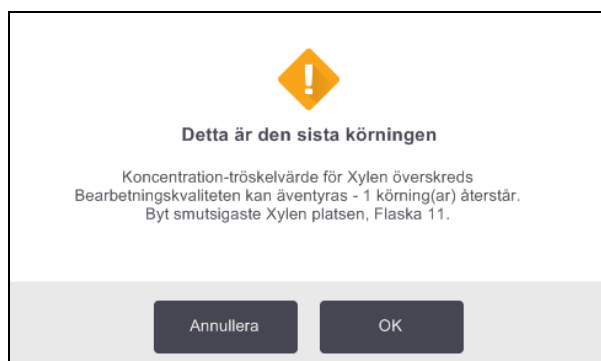 Detta är den sista körningen
Koncentration-tröskelvärde för Xylen överskreds
Bearbetningskvaliteten kan äventyras - 1 körning(ar) återstår.
Byt smutsigaste Xylen platsen, Flaska 11.
Annullera
OK